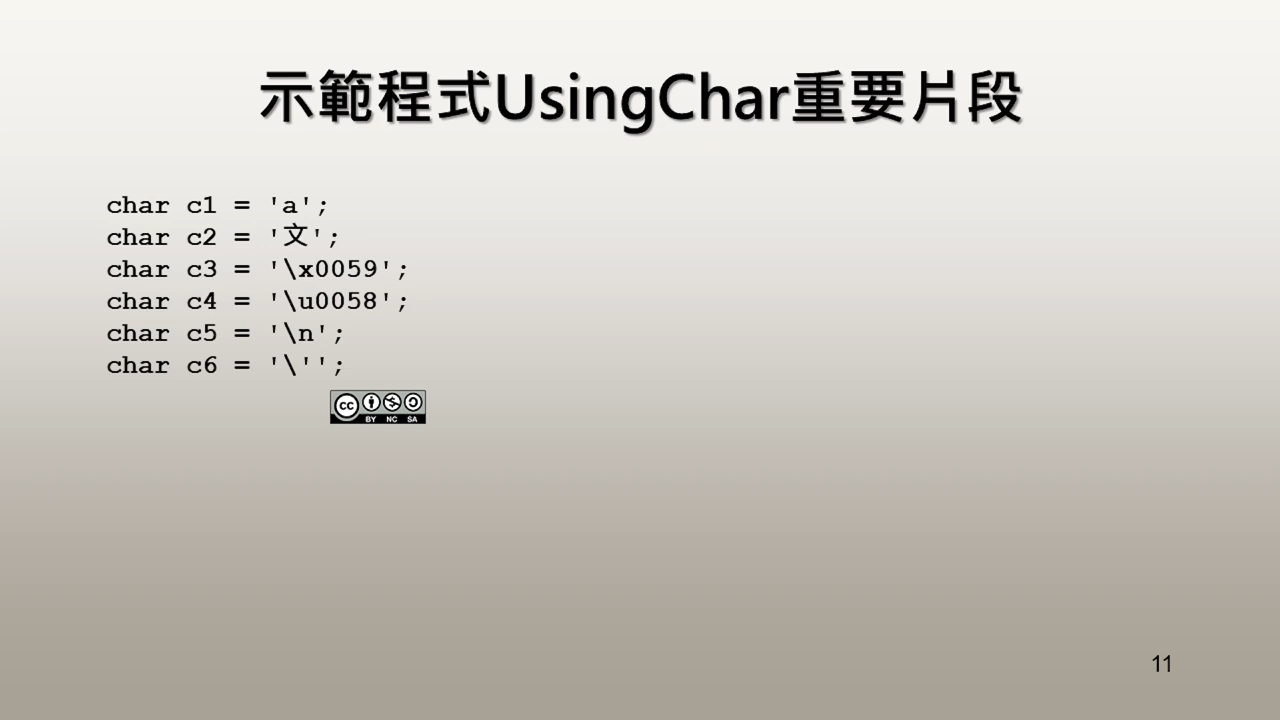 示範程式UsingChar重要片段
char c1 = 'a';
char c2 = '文';
char c3 = '\x0059';
char c4 = '\u0058';
char c5 = '\n';
char c6 = '\'';
cc BY NC SA
11